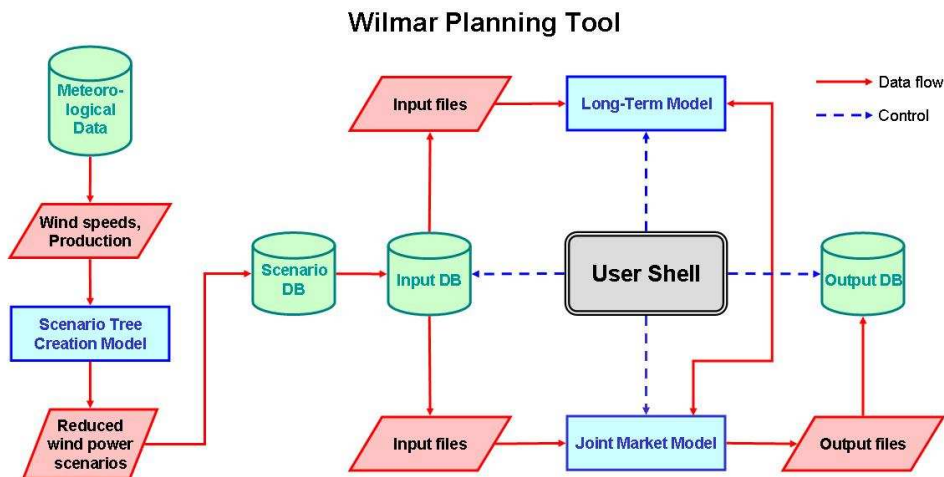 Wilmar Planning Tool
Meteoro-
logical
Data
Input files
Long-Term Model
Data flow
Control
Wind speeds,
Production
Scenario
DB
Input DB
User Shell
Output DB
Scenario Tree
Creation Model
Reduced
wind power
scenarios
Input files
Joint Market Model
Output files